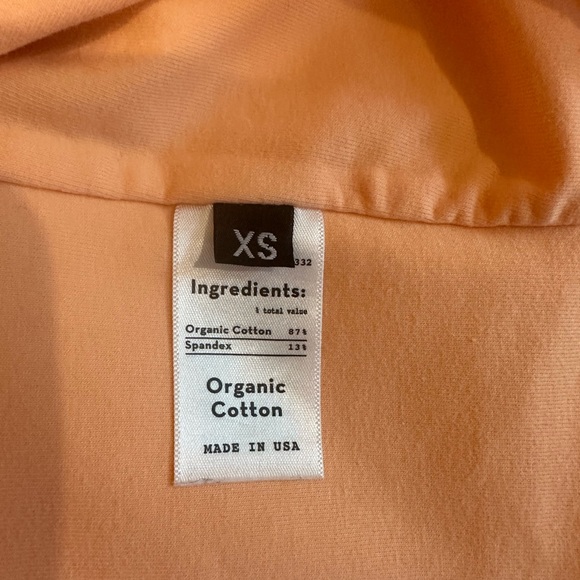 XS
332
Ingredients:
% total value
Organic Cotton 87%
Spandex 13%
Organic
Cotton
MADE IN USA